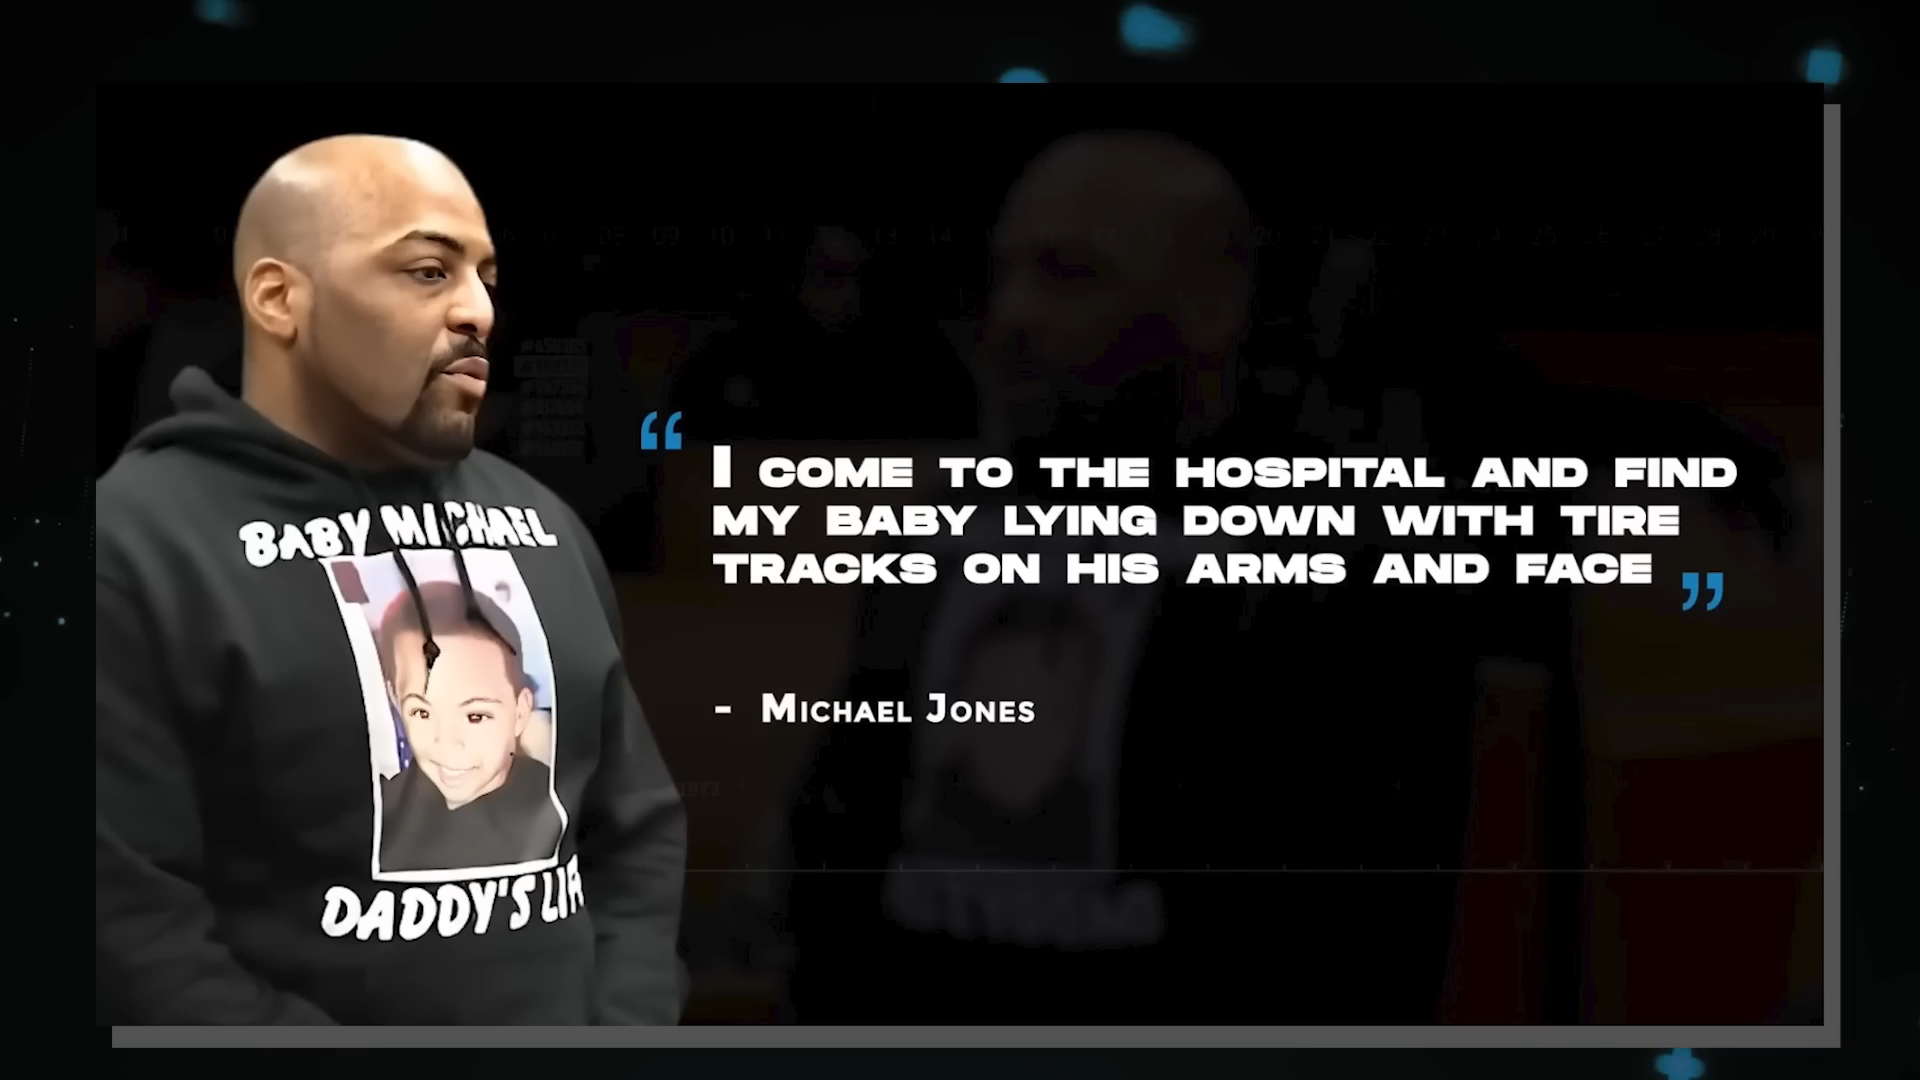 BABY MICHAEL
DADDY'S LIF
“ I COME TO THE HOSPITAL AND FIND
MY BABY LYING DOWN WITH TIRE
TRACKS ON HIS ARMS AND FACE ”
- MICHAEL JONES